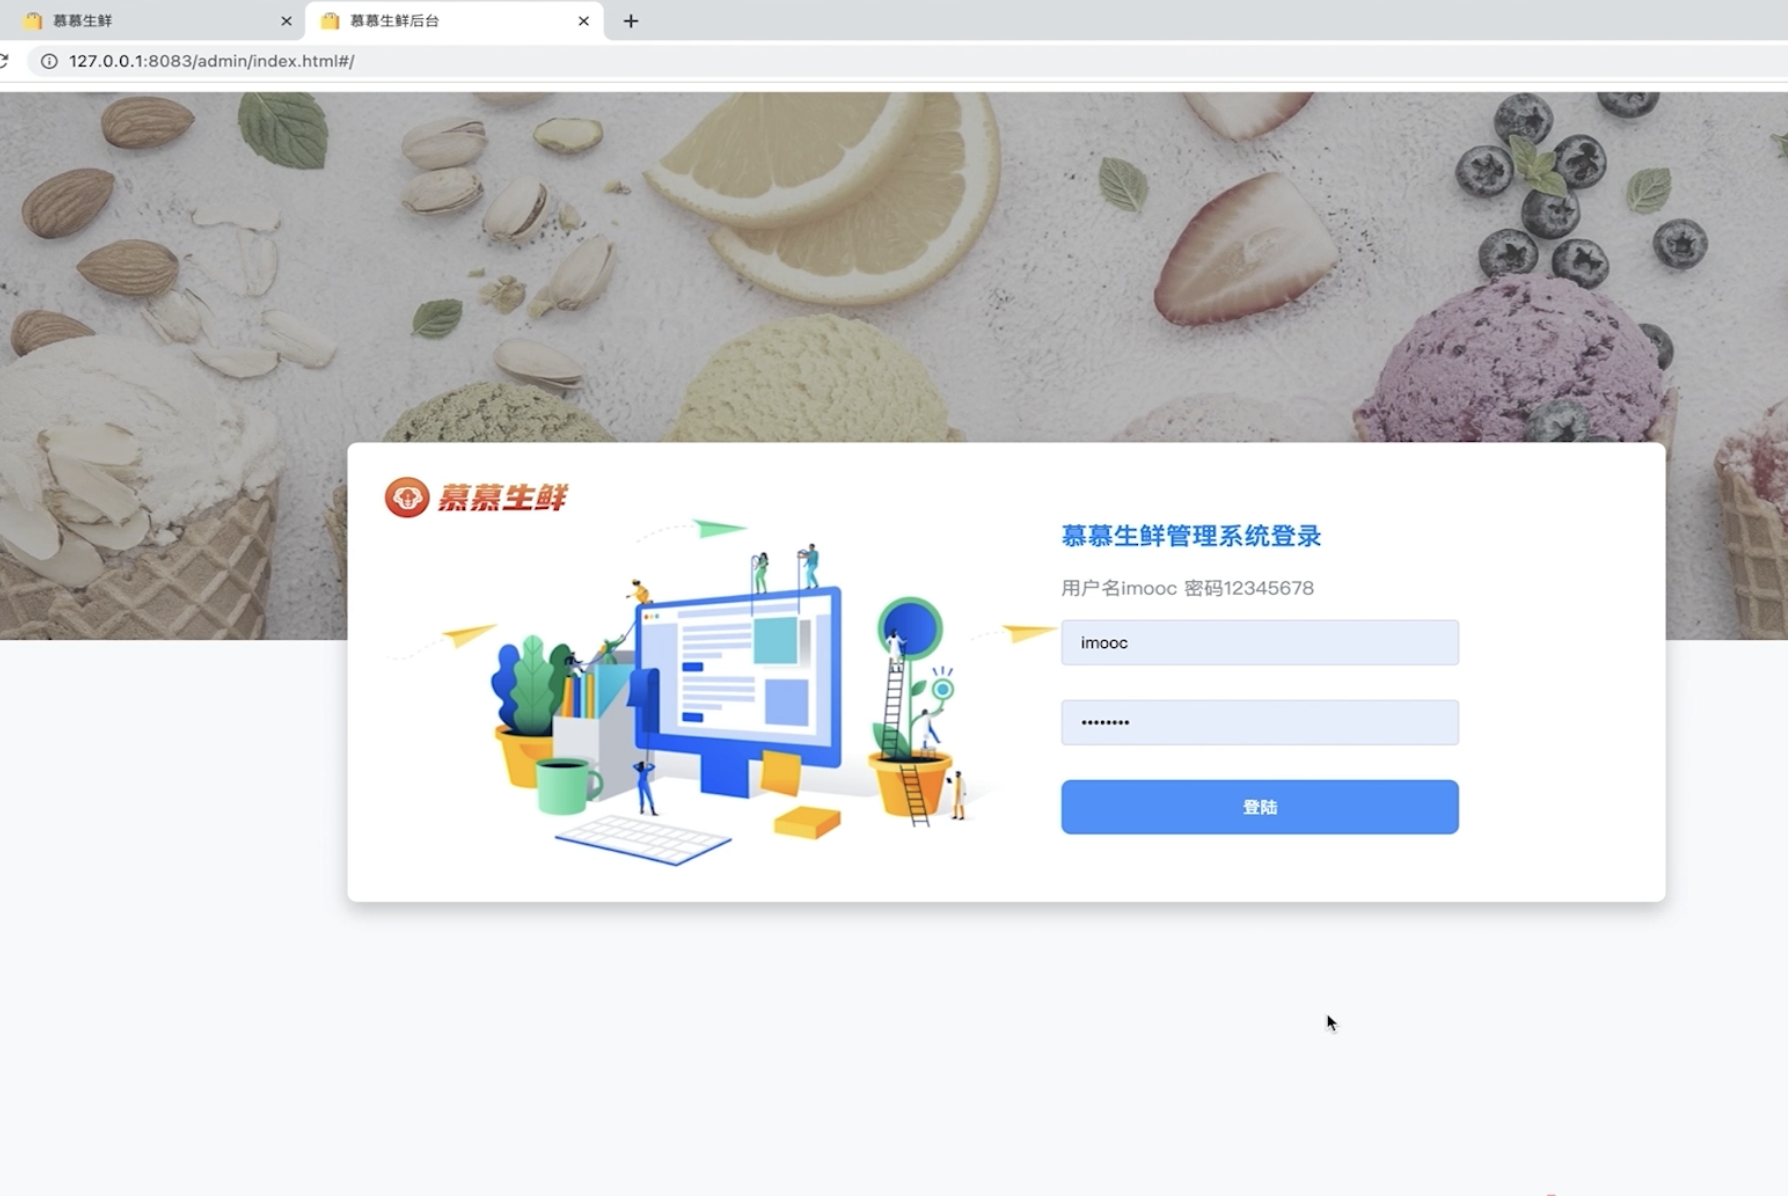 慕慕生鲜
慕慕生鲜后台
127.0.0.1:8083/admin/index.html#/
慕慕生鲜
慕慕生鲜管理系统登录
用户名imooc 密码12345678
imooc
••••••••
登陆